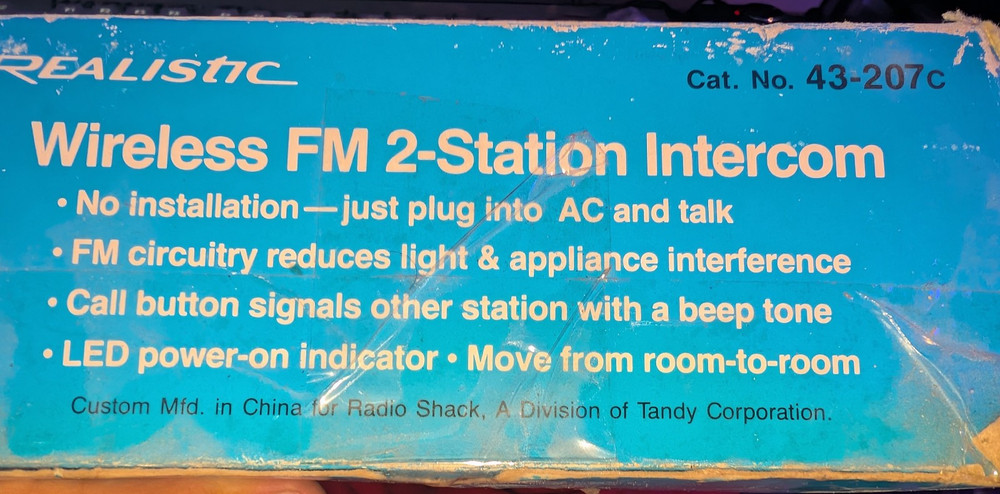 REALISTIC
Cat. No. 43-207C
Wireless FM 2-Station Intercom
• No installation—just plug into AC and talk
• FM circuitry reduces light & appliance interference
• Call button signals other station with a beep tone
• LED power-on indicator • Move from room-to-room
Custom Mfd. in China for Radio Shack, A Division of Tandy Corporation.